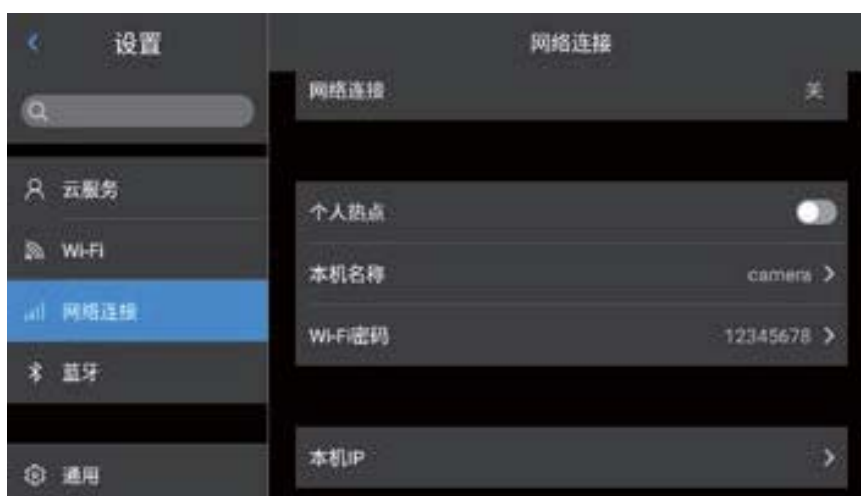 设置
云服务
Wi-Fi
网络连接
蓝牙
通用
网络连接
网络连接 关
个人热点
本机名称 camera
Wi-Fi密码 12345678
本机IP